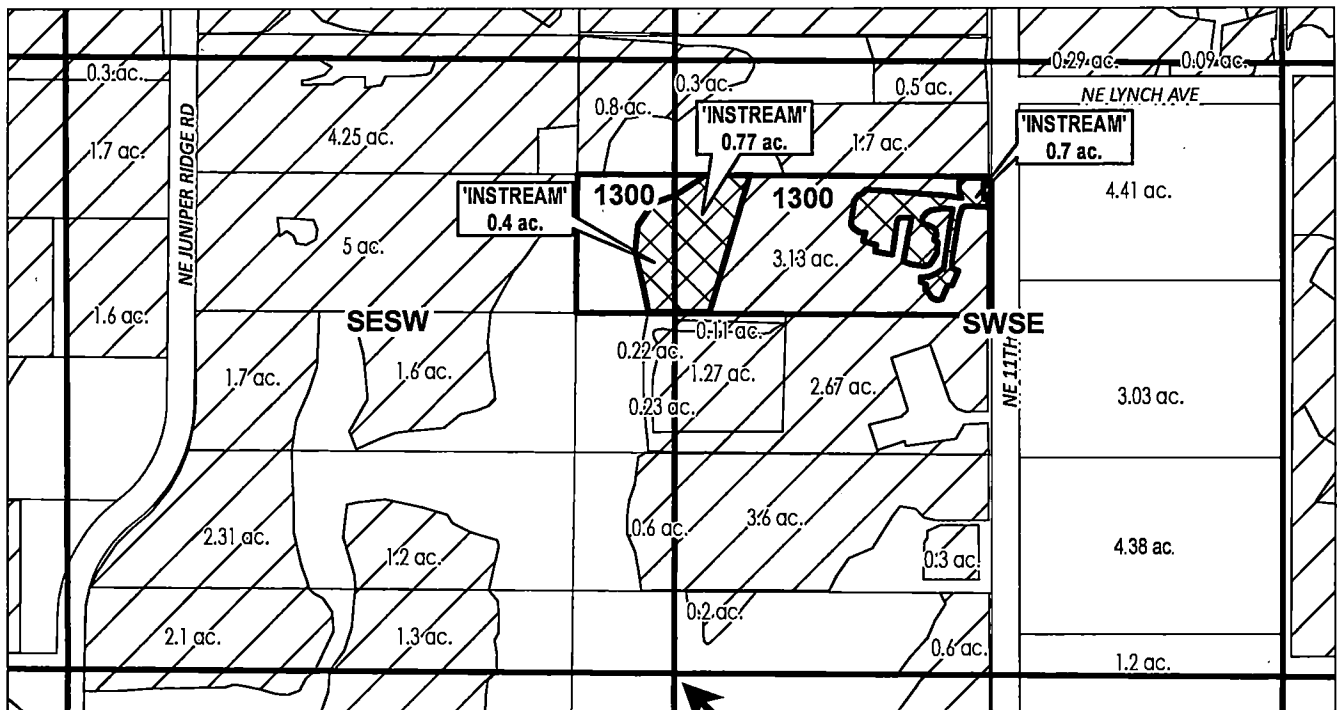 0.3 ac.
0.29 ac.
0.09 ac.
0.3 ac.
0.5 ac.
NE LYNCH AVE
0.8 ac.
'INSTREAM'
0.77 ac.
'INSTREAM'
0.7 ac.
1.7 ac.
4.25 ac.
1.7 ac.
NE JUNIPER RIDGE RD
'INSTREAM'
0.4 ac.
1300
1300
4.41 ac.
5 ac.
3.13 ac.
1.6 ac.
SESW
SWSE
0.11 ac.
0.22 ac.
1.7 ac.
1.6 ac.
1.27 ac.
2.67 ac.
NE 11TH
3.03 ac.
0.23 ac.
2.31 ac.
1.2 ac.
0.6 ac.
3.6 ac.
0.3 ac.
4.38 ac.
0.2 ac.
2.1 ac.
1.3 ac.
0.6 ac.
1.2 ac.